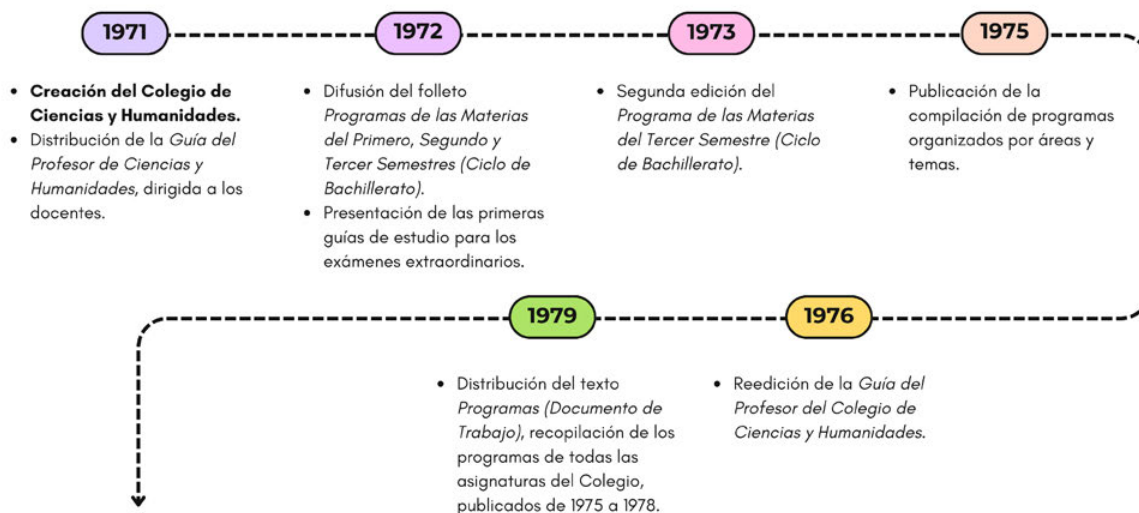 1971
1972
1973
1975
• Creación del Colegio de
Ciencias y Humanidades.
• Distribución de la Guía del
Profesor de Ciencias y
Humanidades, dirigida a los
docentes.
• Difusión del folleto
Programas de las Materias
del Primero, Segundo y
Tercer Semestres (Ciclo de
Bachillerato).
• Presentación de las primeras
guías de estudio para los
exámenes extraordinarios.
• Segunda edición del
Programa de las Materias
del Tercer Semestre (Ciclo
de Bachillerato).
• Publicación de la
compilación de programas
organizados por áreas y
temas.
1976
• Reedición de la Guía del
Profesor del Colegio de
Ciencias y Humanidades.
1979
• Distribución del texto
Programas (Documento de
Trabajo), recopilación de los
programas de todas las
asignaturas del Colegio,
publicados de 1975 a 1978.